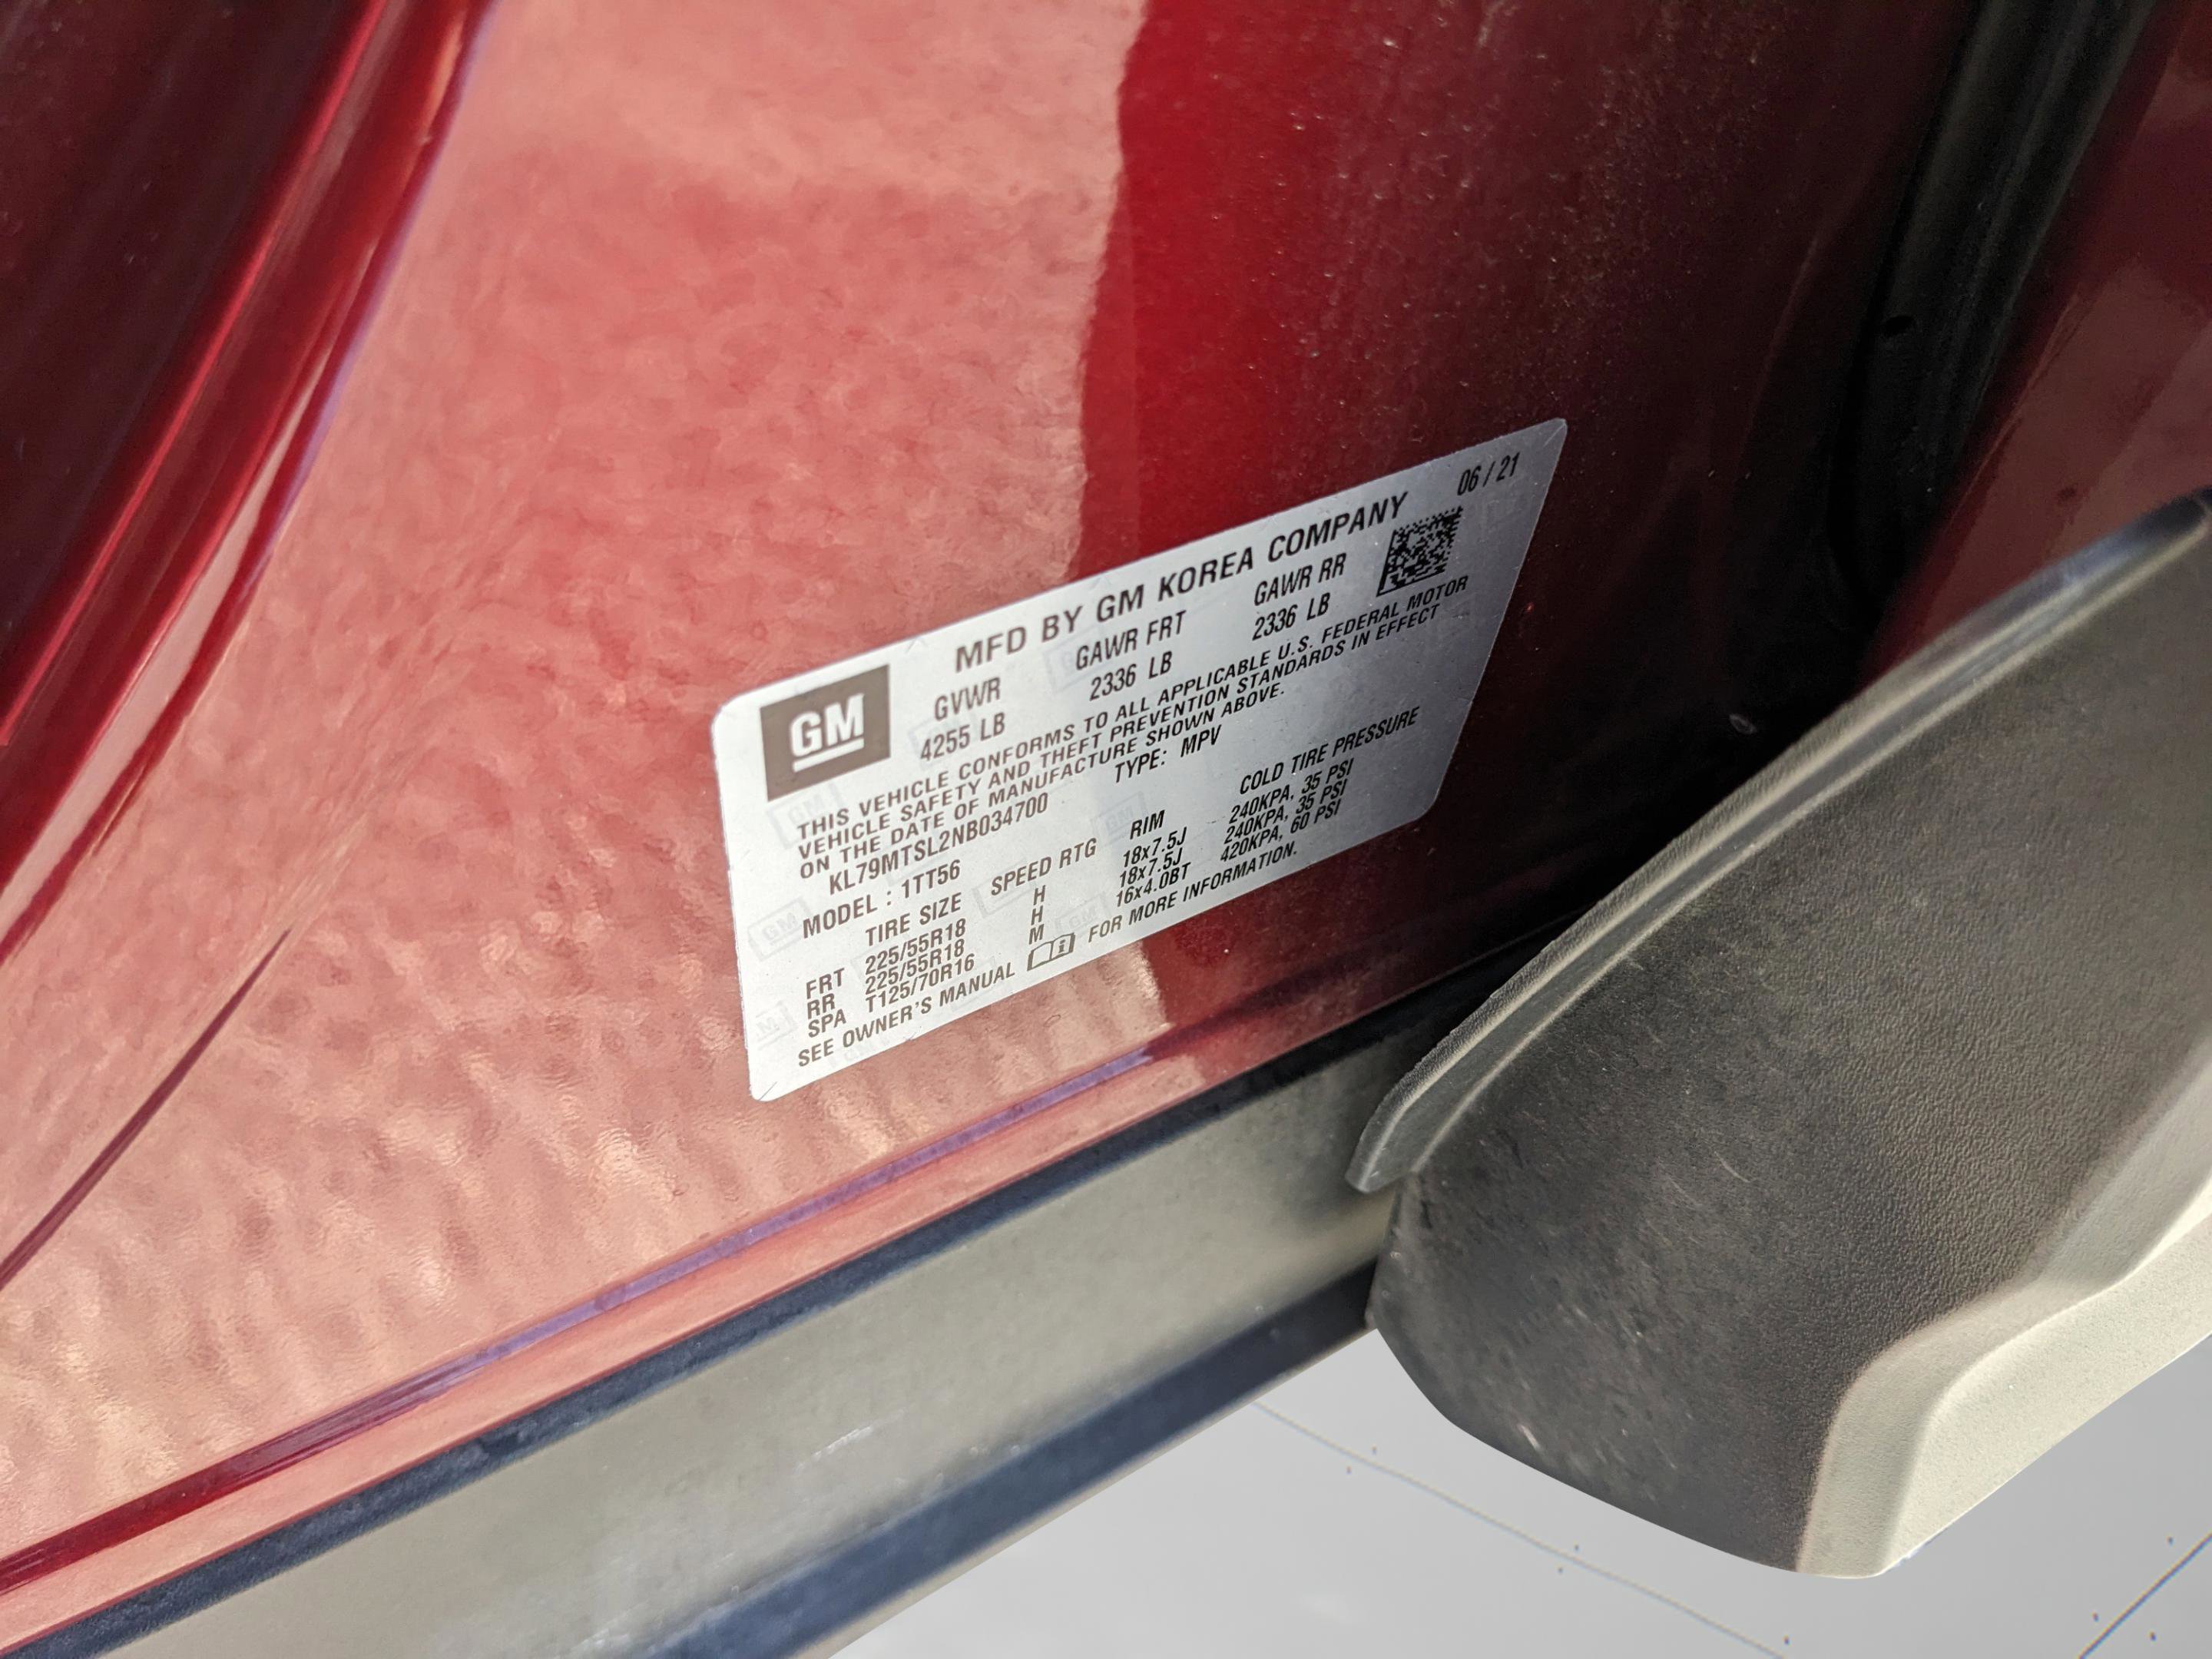 GM
MFD BY GM KOREA COMPANY 06 / 21
GVWR GAWR FRT GAWR RR
4255 LB 2336 LB 2336 LB
THIS VEHICLE CONFORMS TO ALL APPLICABLE U.S. FEDERAL MOTOR
VEHICLE SAFETY AND THEFT PREVENTION STANDARDS IN EFFECT
ON THE DATE OF MANUFACTURE SHOWN ABOVE.
KL79MTSL2NB034700 TYPE: MPV
MODEL : 1TT56
TIRE SIZE SPEED RTG RIM COLD TIRE PRESSURE
FRT 225/55R18 H 18x7.5J 240KPA, 35 PSI
RR 225/55R18 H 18x7.5J 240KPA, 35 PSI
SPA T125/70R16 M 16x4.0BT 420KPA, 60 PSI
SEE OWNER'S MANUAL FOR MORE INFORMATION.